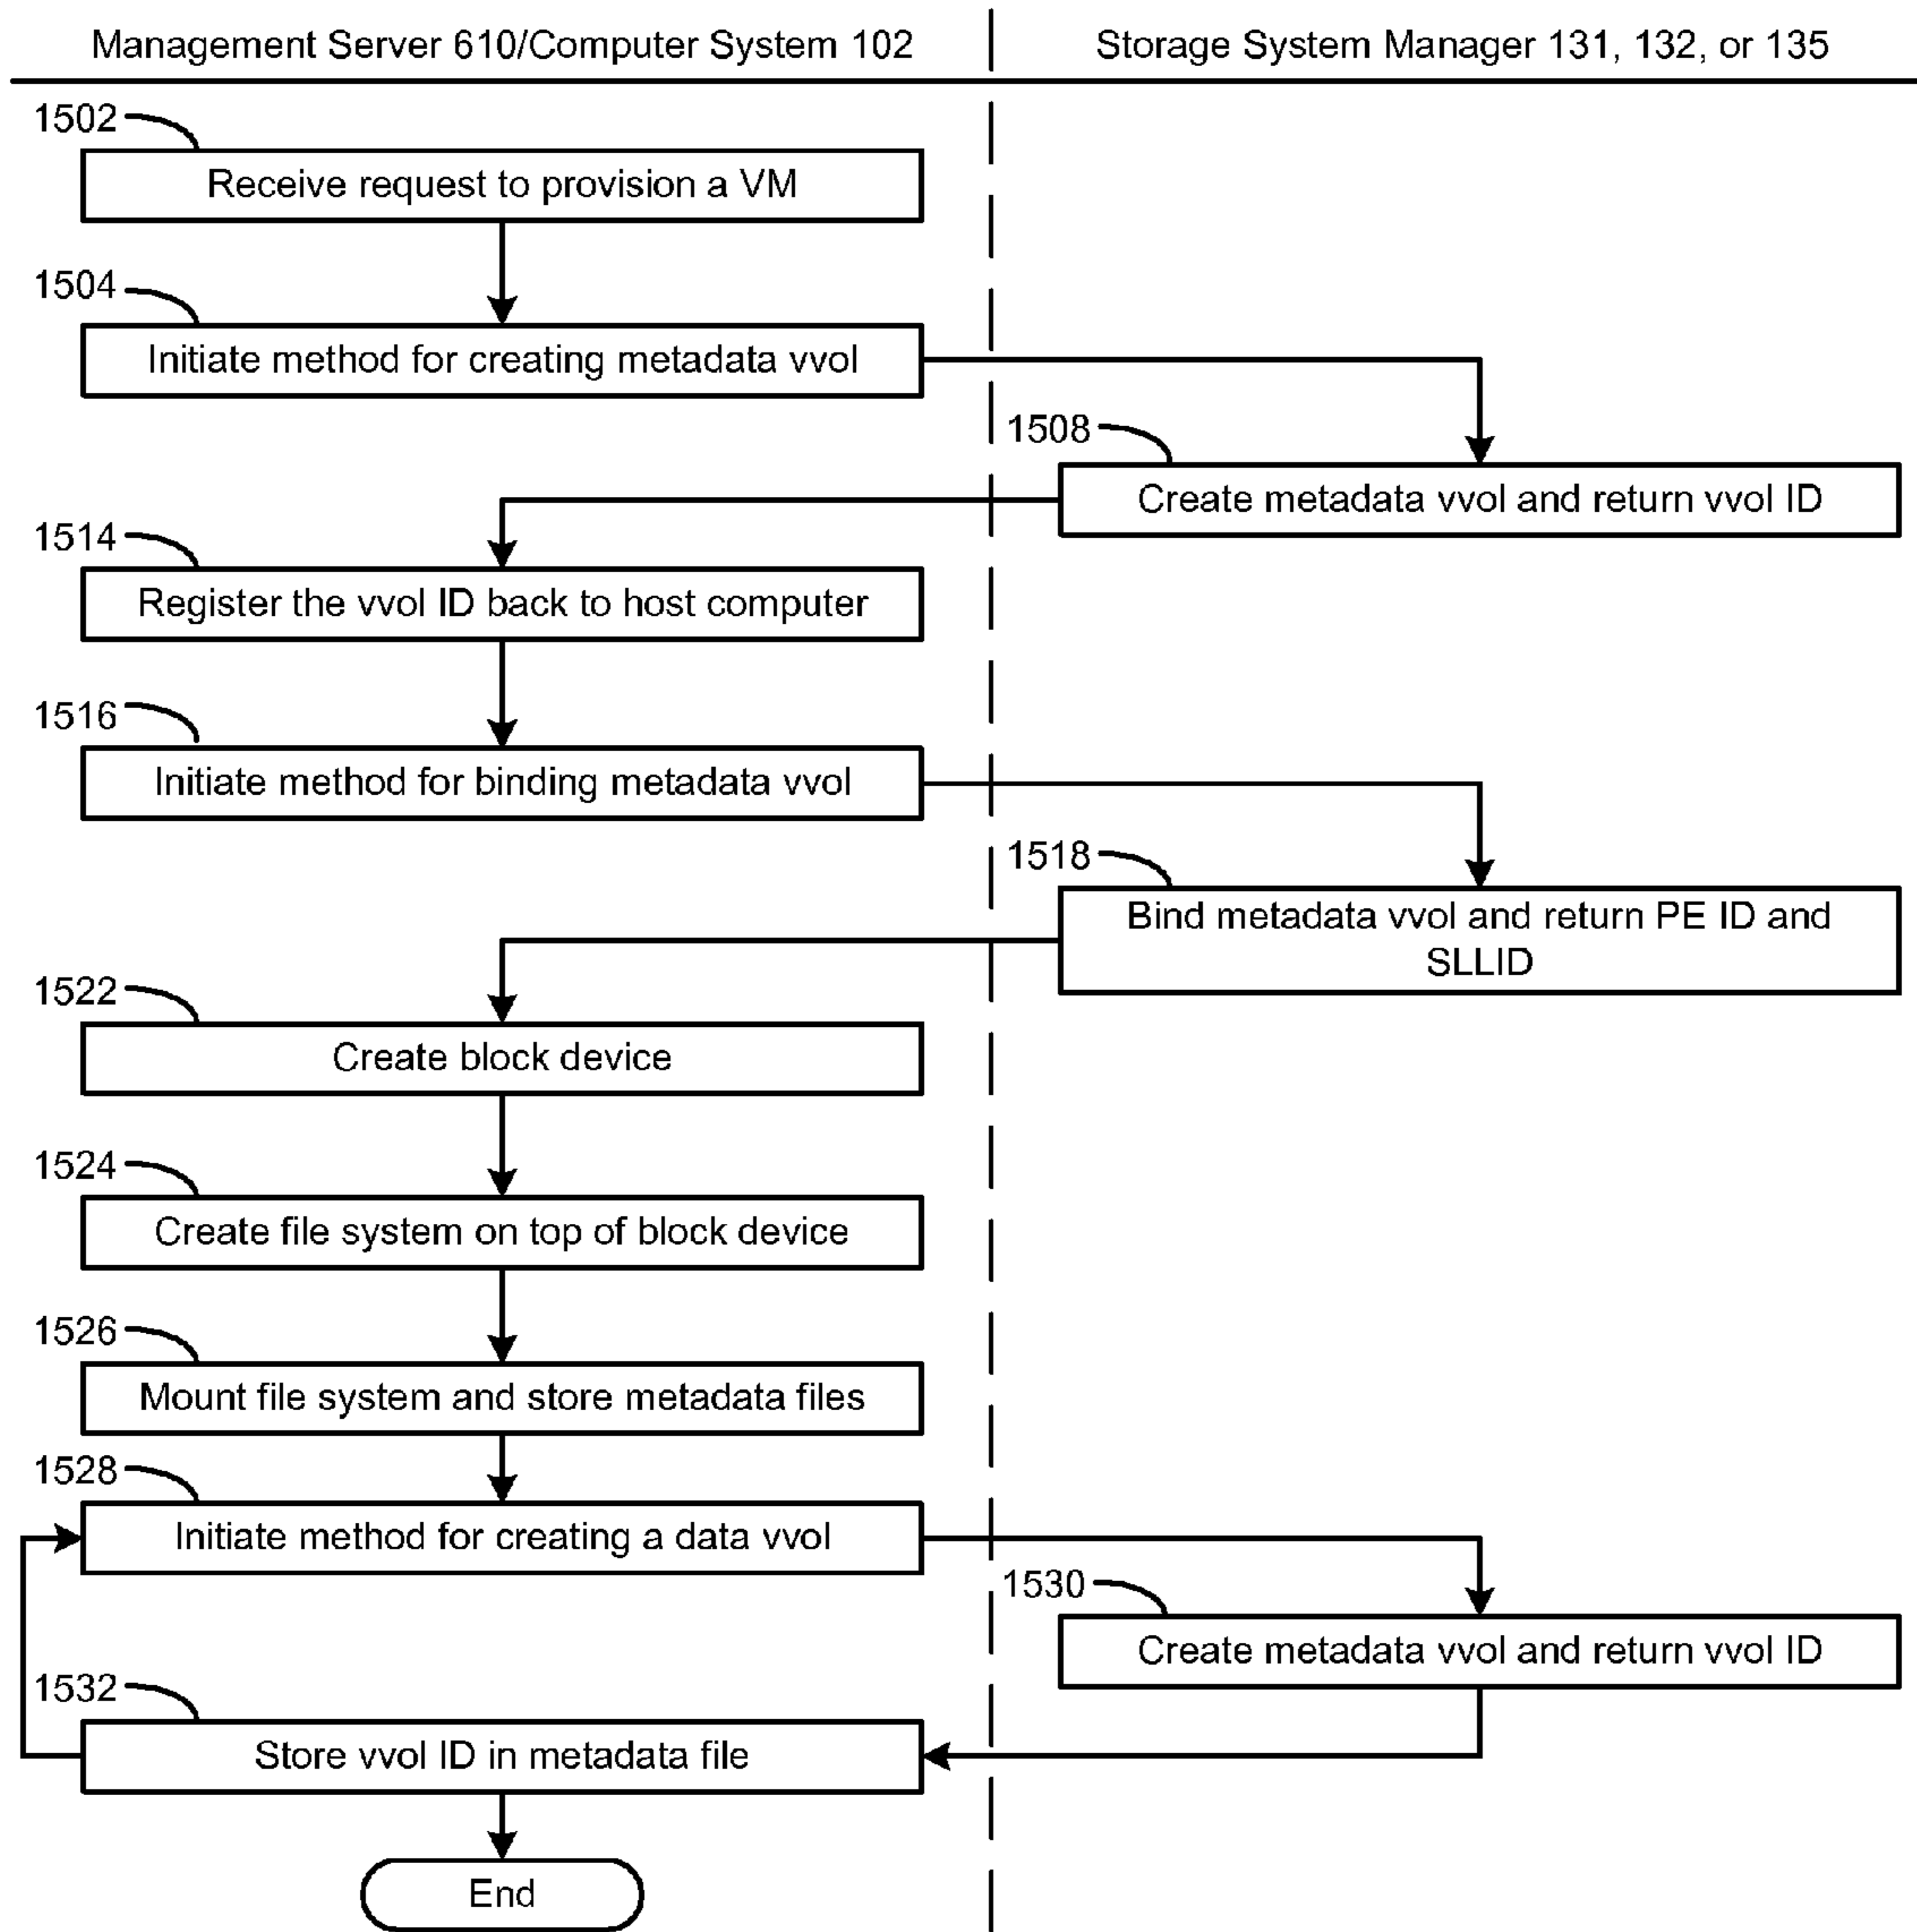 Management Server 610/Computer System 102
Storage System Manager 131, 132, or 135
1502
Receive request to provision a VM
1504
Initiate method for creating metadata vvol
1508
Create metadata vvol and return vvol ID
1514
Register the vvol ID back to host computer
1516
Initiate method for binding metadata vvol
1518
Bind metadata vvol and return PE ID and
SLLID
1522
Create block device
1524
Create file system on top of block device
1526
Mount file system and store metadata files
1528
Initiate method for creating a data vvol
1530
Create metadata vvol and return vvol ID
1532
Store vvol ID in metadata file
End